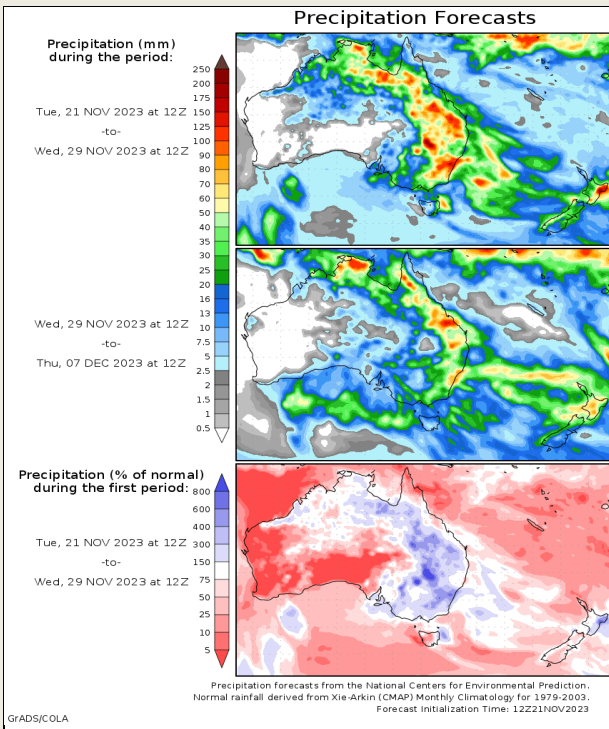 Precipitation Forecasts
Precipitation (mm)
during the period:
Tue, 21 NOV 2023 at 12Z
-to-
Wed, 29 NOV 2023 at 12Z
250
200
175
150
125
100
90
80
70
60
50
40
35
30
25
20
16
13
10
7.5
5
2.5
2
1.5
1
0.5
Wed, 29 NOV 2023 at 12Z
-to-
Thu, 07 DEC 2023 at 12Z
Precipitation (% of normal)
during the first period:
Tue, 21 NOV 2023 at 12Z
-to-
Wed, 29 NOV 2023 at 12Z
800
600
400
300
150
75
50
25
10
5
Precipitation forecasts from the National Centers for Environmental Prediction.
Normal rainfall derived from Xie-Arkin (CMAP) Monthly Climatology for 1979-2003.
Forecast Initialization Time: 12Z21NOV2023
GrADS/COLA